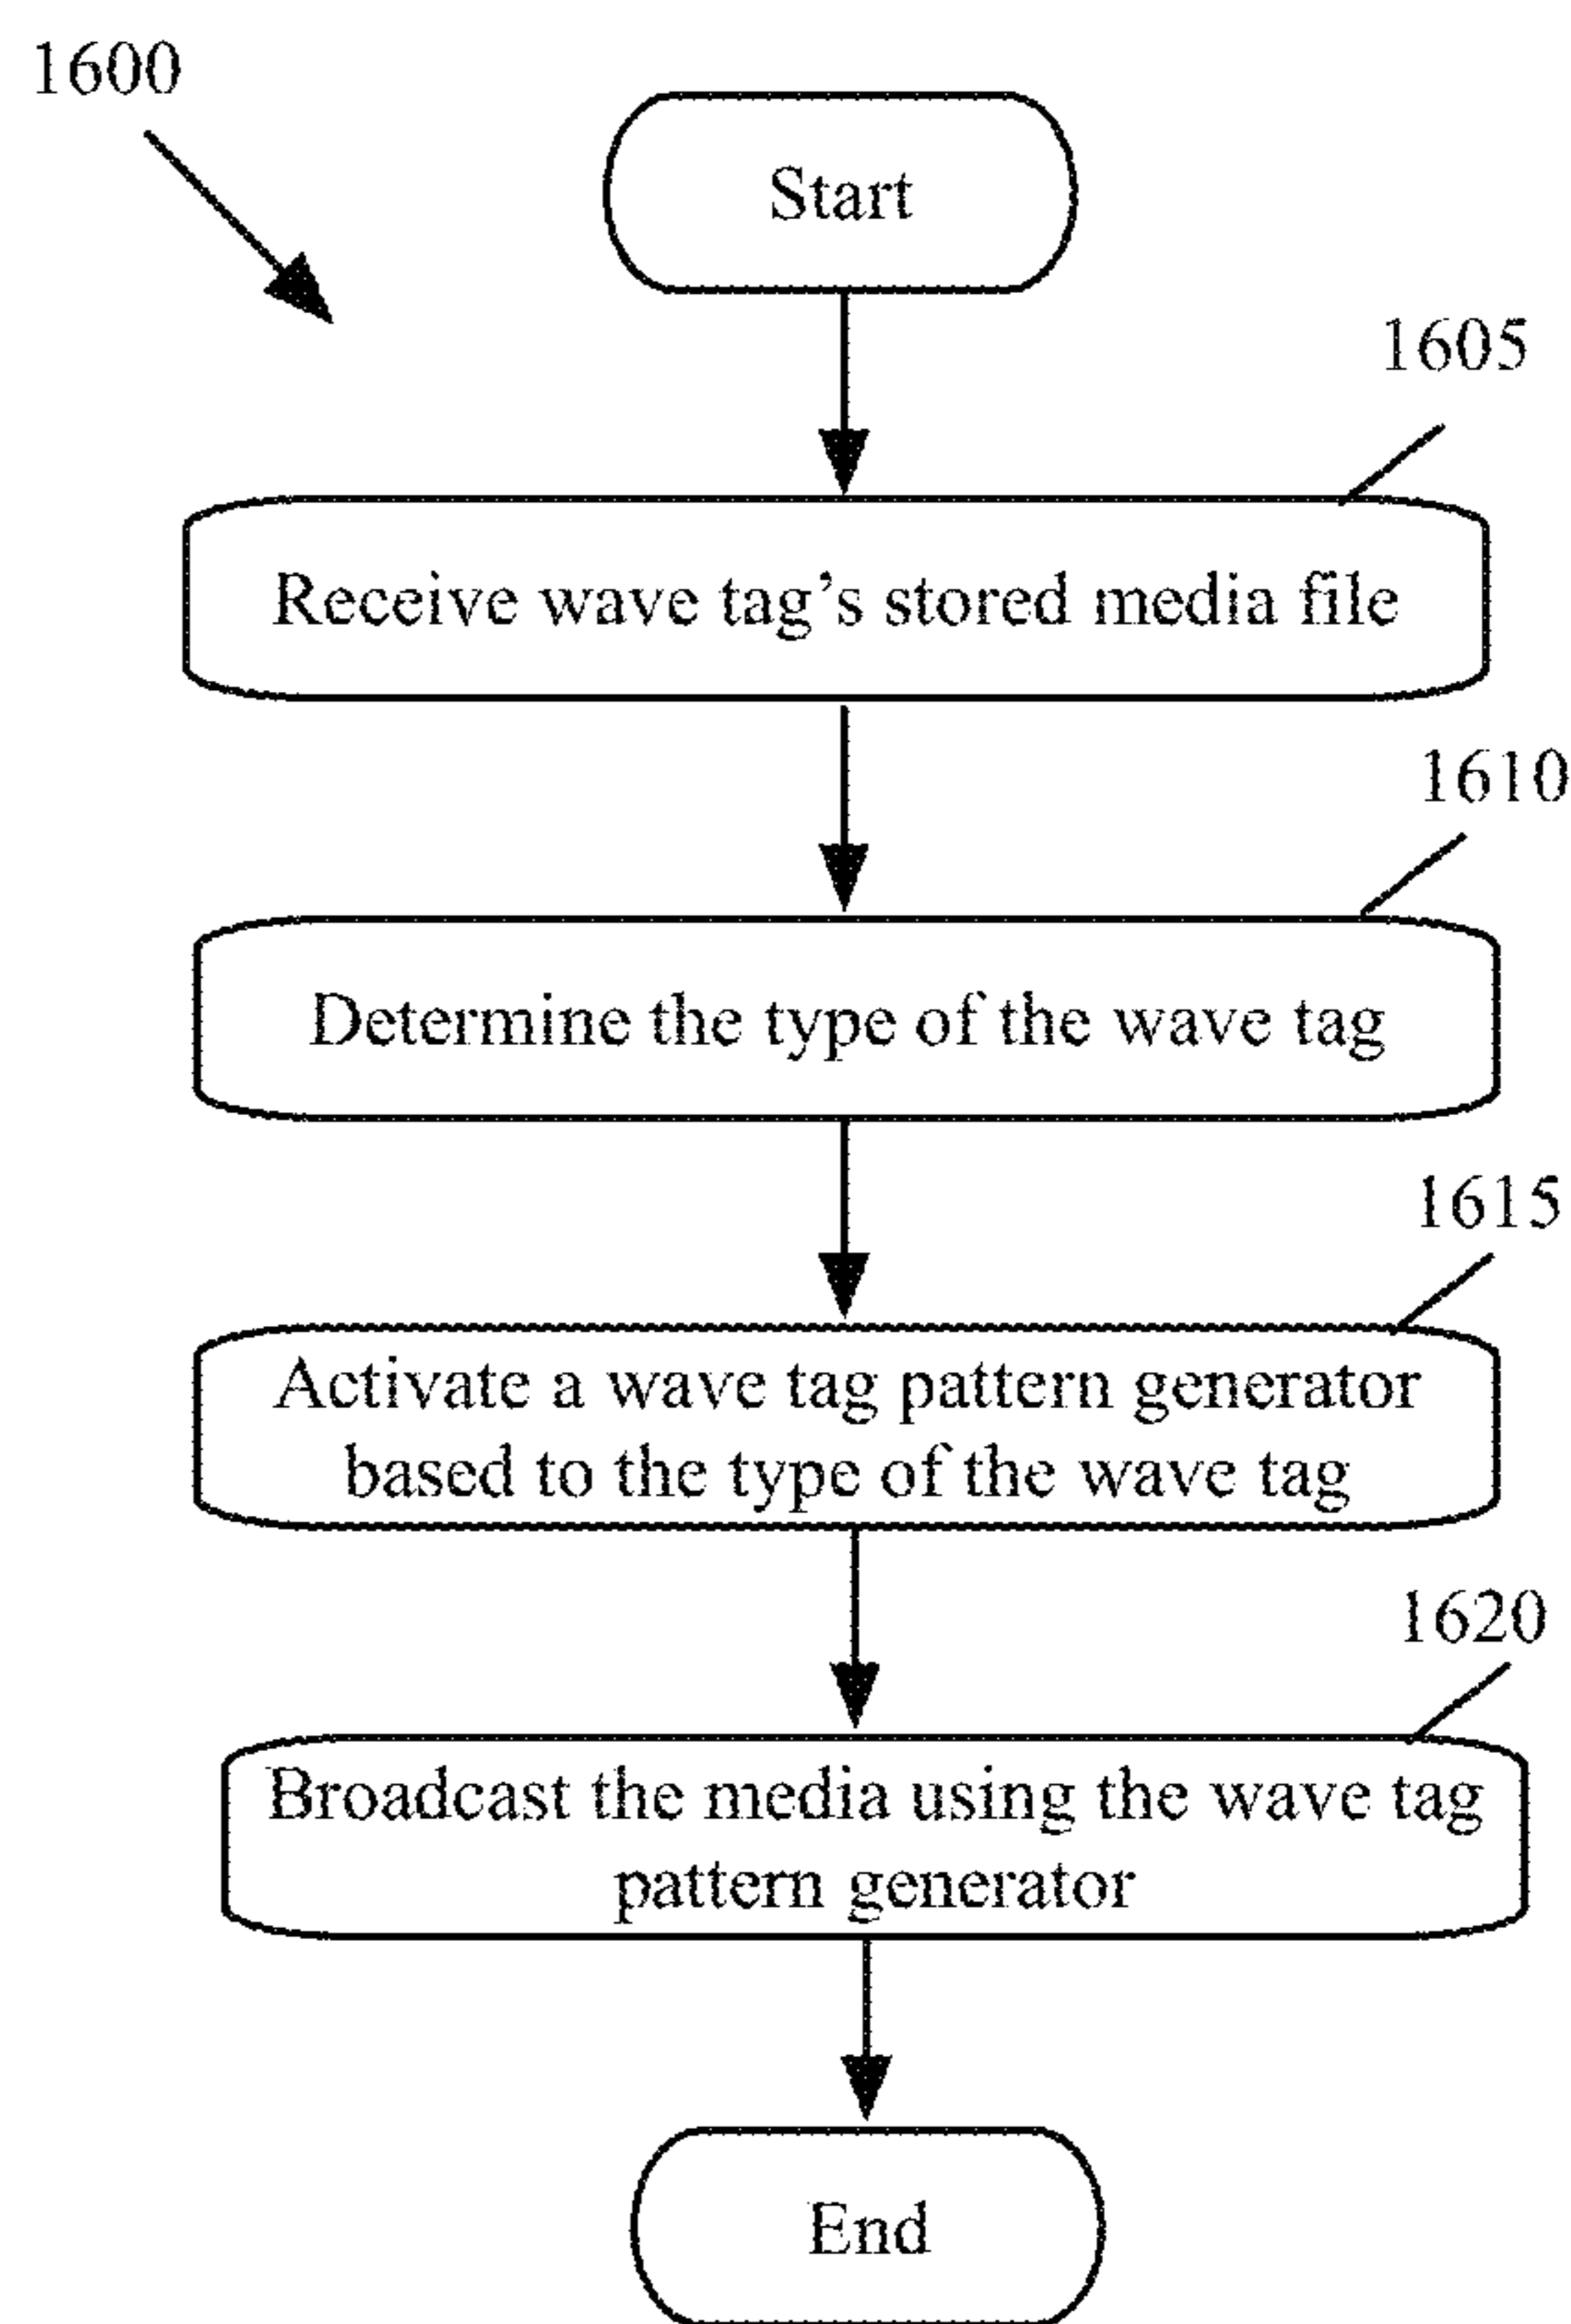 1600
Start
1605
Receive wave tag’s stored media file
1610
Determine the type of the wave tag
1615
Activate a wave tag pattern generator
based to the type of the wave tag
1620
Broadcast the media using the wave tag
pattern generator
End